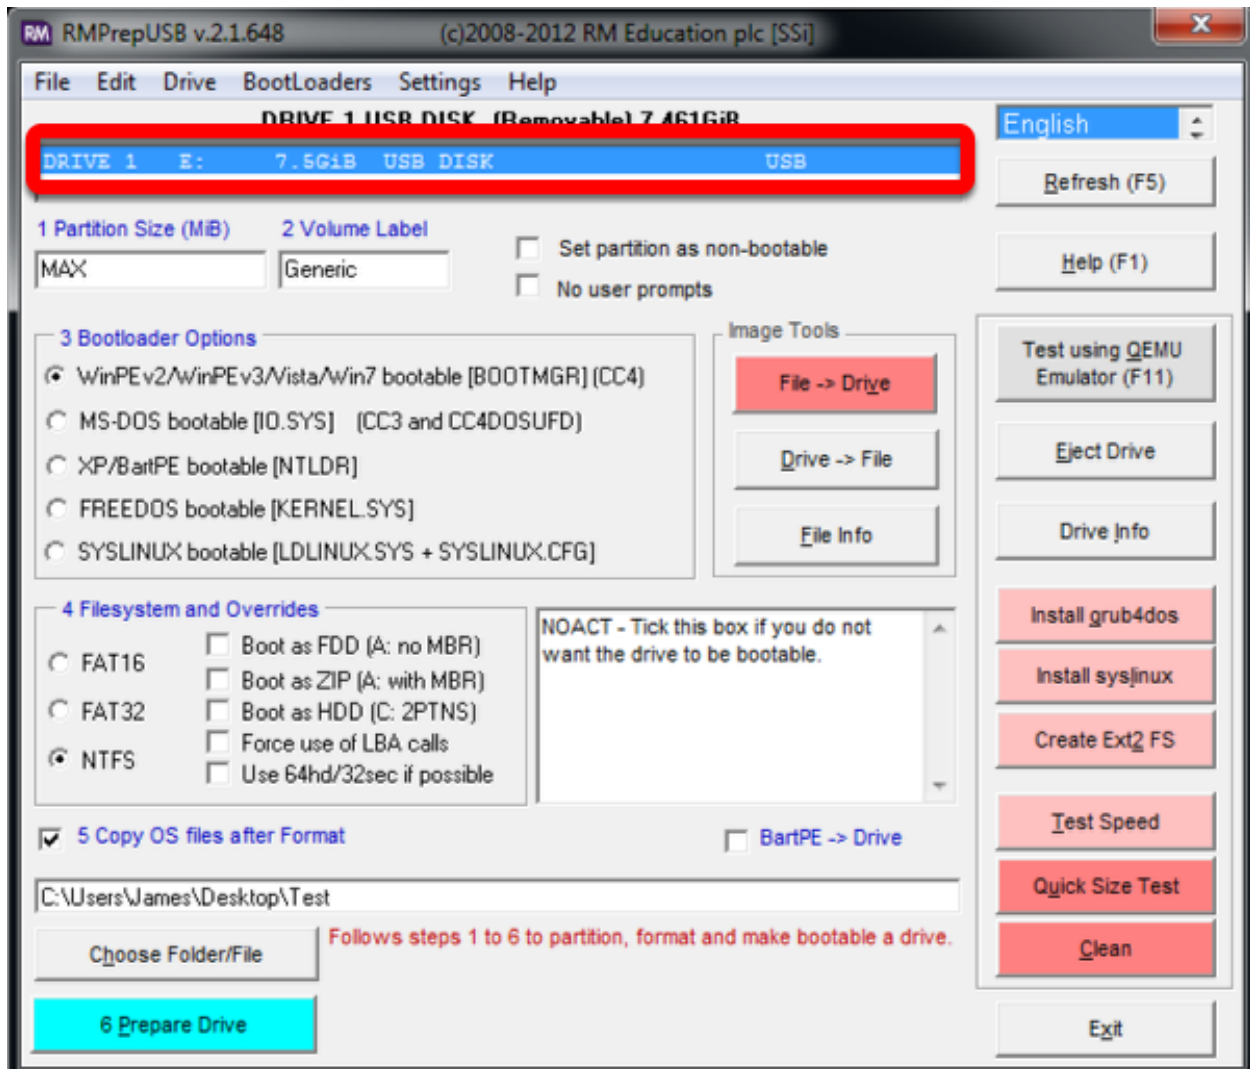 RM RMPrepUSB v.2.1.648 (c)2008-2012 RM Education plc [SSi]
File Edit Drive BootLoaders Settings Help
DRIVE 1 USB DISK (Removable) 7.461GiB
English
DRIVE 1 E: 7.5GiB USB DISK USB
Refresh (F5)
1 Partition Size (MiB) 2 Volume Label
MAX Generic
Set partition as non-bootable
No user prompts
Help (F1)
3 Bootloader Options
WinPEv2/WinPEv3/Vista/Win7 bootable [BOOTMGR] (CC4)
MS-DOS bootable [IO.SYS] (CC3 and CC4DOSUFD)
XP/BartPE bootable [NTLDR]
FREEDOS bootable [KERNEL.SYS]
SYSLINUX bootable [LDLINUX.SYS + SYSLINUX.CFG]
Image Tools
File -> Drive
Drive -> File
File Info
Test using QEMU
Emulator (F11)
Eject Drive
Drive Info
4 Filesystem and Overrides
FAT16
FAT32
NTFS
Boot as FDD (A: no MBR)
Boot as ZIP (A: with MBR)
Boot as HDD (C: 2PTNS)
Force use of LBA calls
Use 64hd/32sec if possible
NOACT - Tick this box if you do not
want the drive to be bootable.
Install grub4dos
Install syslinux
Create Ext2 FS
Test Speed
Quick Size Test
Clean
5 Copy OS files after Format
BartPE -> Drive
C:\Users\James\Desktop\Test
Choose Folder/File
Follows steps 1 to 6 to partition, format and make bootable a drive.
6 Prepare Drive
Exit